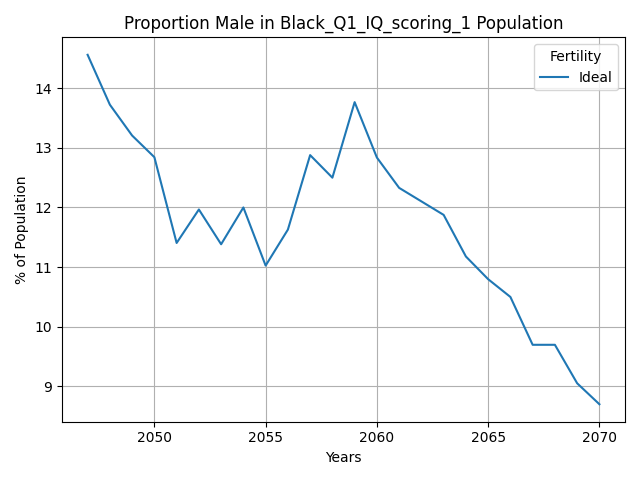 Proportion Male in Black_Q1_IQ_scoring_1 Population
Fertility
Ideal
% of Population
14
13
12
11
10
9
2050 2055 2060 2065 2070
Years